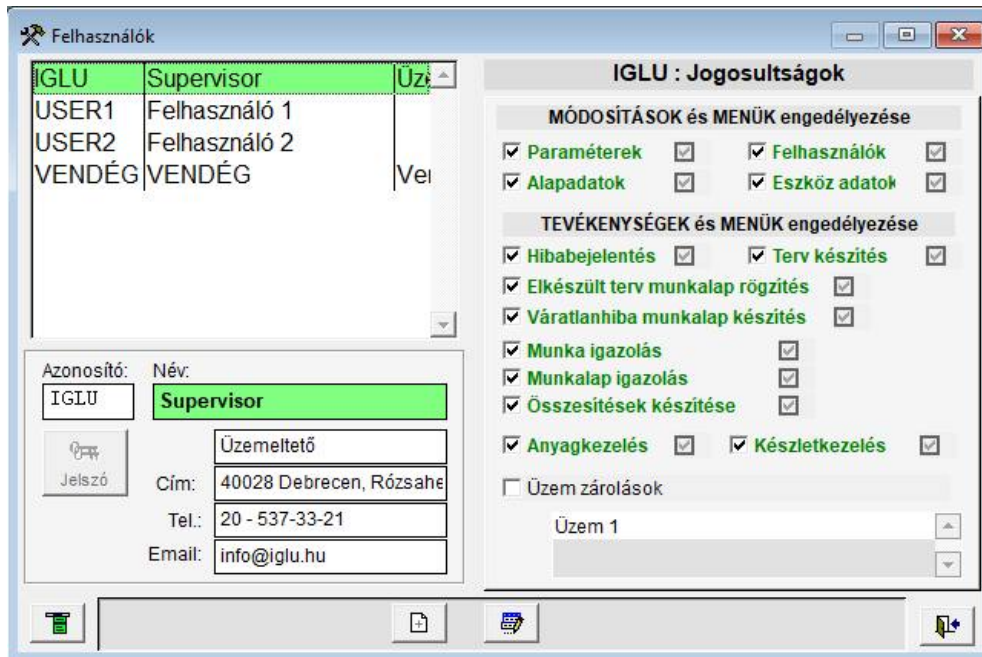 Felhasználók
IGLU Supervisor Üz
USER1 Felhasználó 1
USER2 Felhasználó 2
VENDÉG VENDÉG Ve
Azonosító: Név:
IGLU Supervisor
Jelszó
Üzemeltető
Cím: 40028 Debrecen, Rózsahe
Tel.: 20 - 537-33-21
Email: info@iglu.hu
IGLU : Jogosultságok
MÓDOSÍTÁSOK és MENÜK engedélyezése
Paraméterek Felhasználók
Alapadatok Eszköz adatok
TEVÉKENYSÉGEK és MENÜK engedélyezése
Hibabejelentés Terv készítés
Elkészült terv munkalap rögzítés
Váratlanhiba munkalap készítés
Munka igazolás
Munkalap igazolás
Összesítések készítése
Anyagkezelés Készletkezelés
Üzem zárolások
Üzem 1